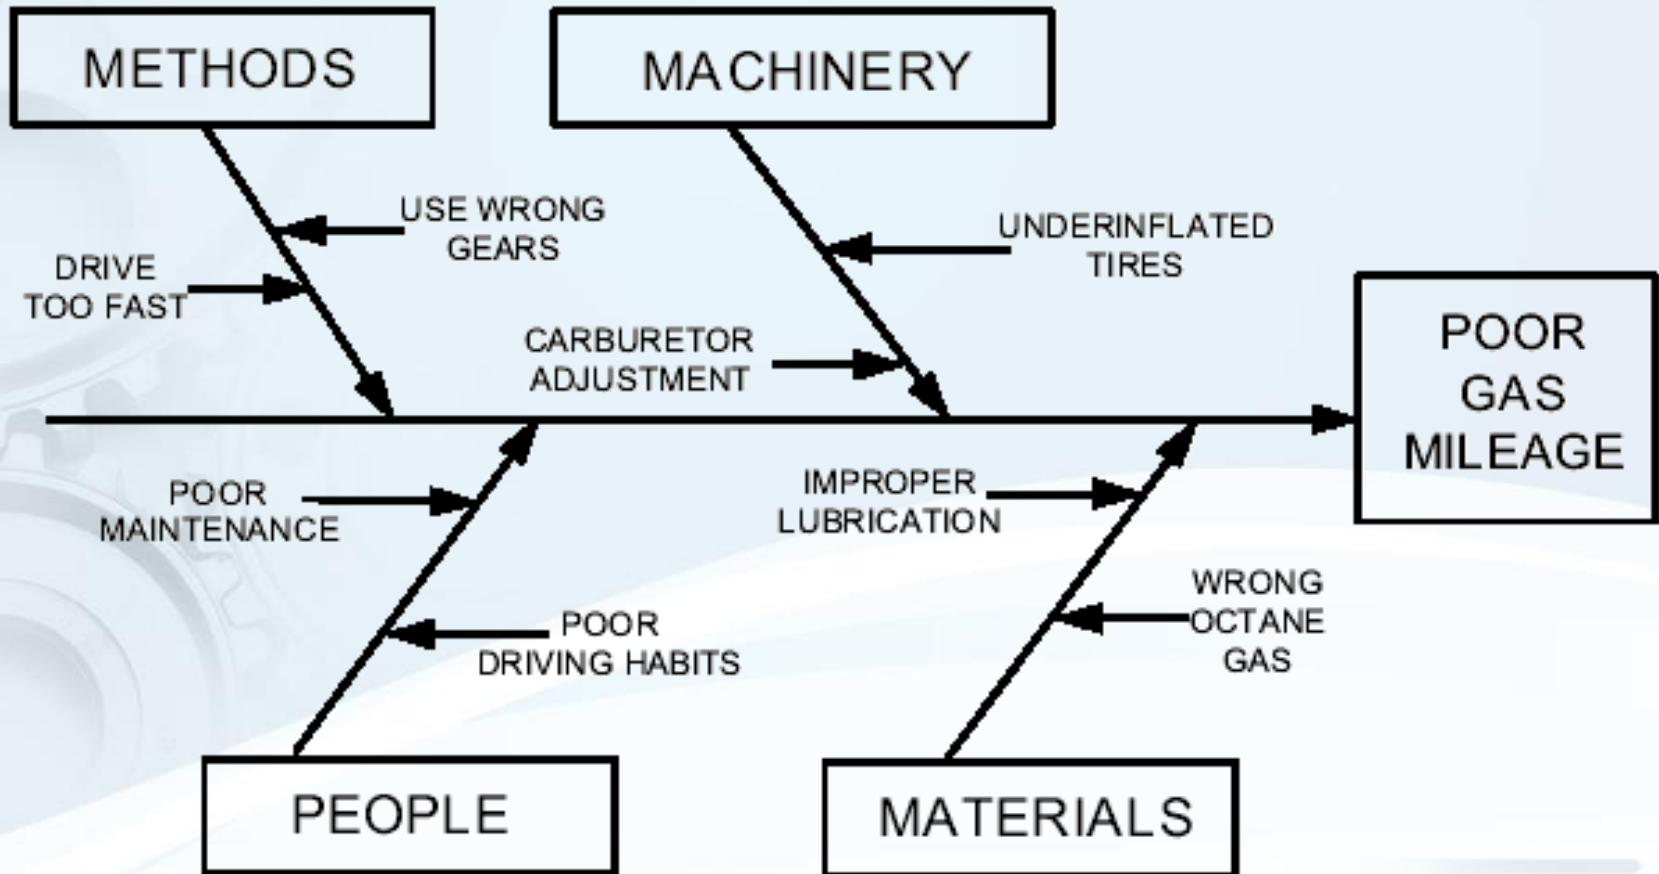 METHODS
MACHINERY
USE WRONG
GEARS
UNDERINFLATED
TIRES
DRIVE
TOO FAST
CARBURETOR
ADJUSTMENT
POOR
GAS
MILEAGE
POOR
MAINTENANCE
IMPROPER
LUBRICATION
WRONG
OCTANE
GAS
POOR
DRIVING HABITS
PEOPLE
MATERIALS